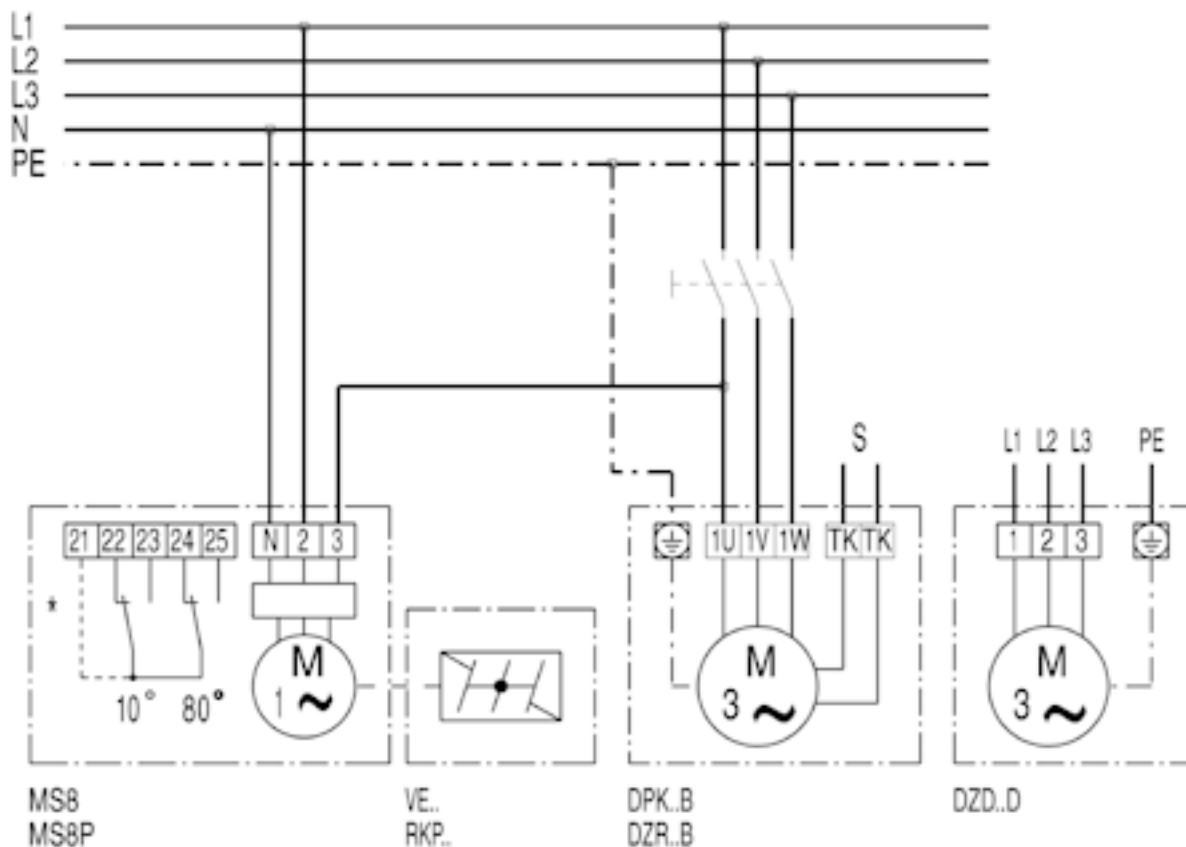 L1
L2
L3
N
PE
S
L1 L2 L3 PE
21 22 23 24 25 N 2 3 1U 1V 1W TK TK 1 2 3
*
M M M
1 ~ 3 ~ 3 ~
10° 80°
MS8 VE.. DPK..B DZD..D
MS8P RKP.. DZR..B